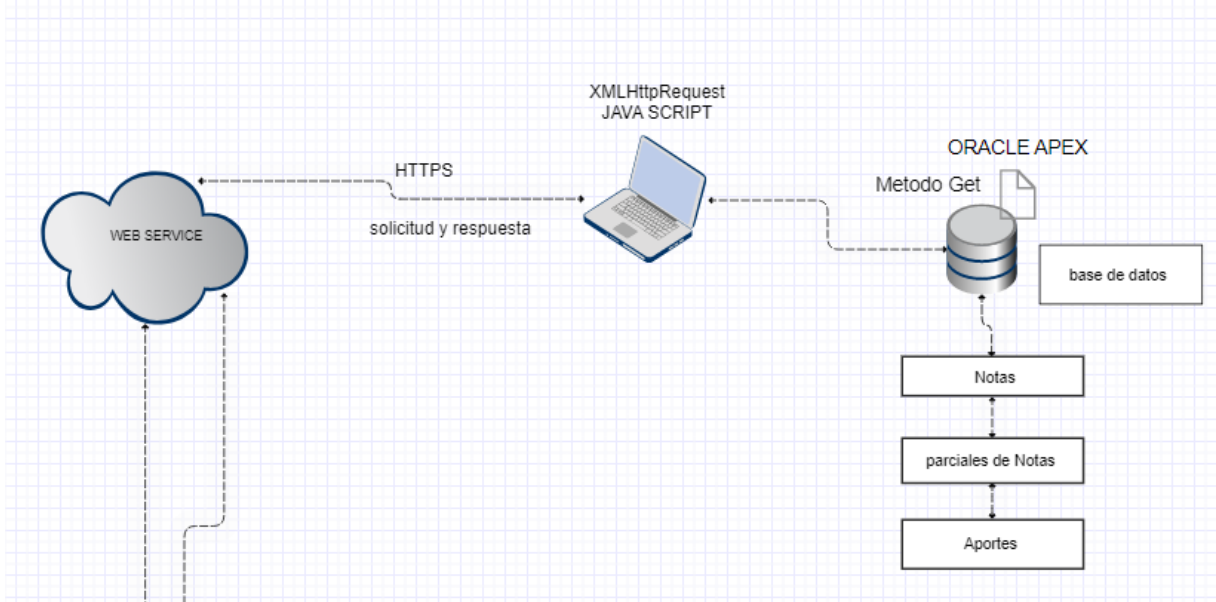 XMLHttpRequest
JAVA SCRIPT
ORACLE APEX
HTTPS
Metodo Get
solicitud y respuesta
WEB SERVICE
base de datos
Notas
parciales de Notas
Aportes